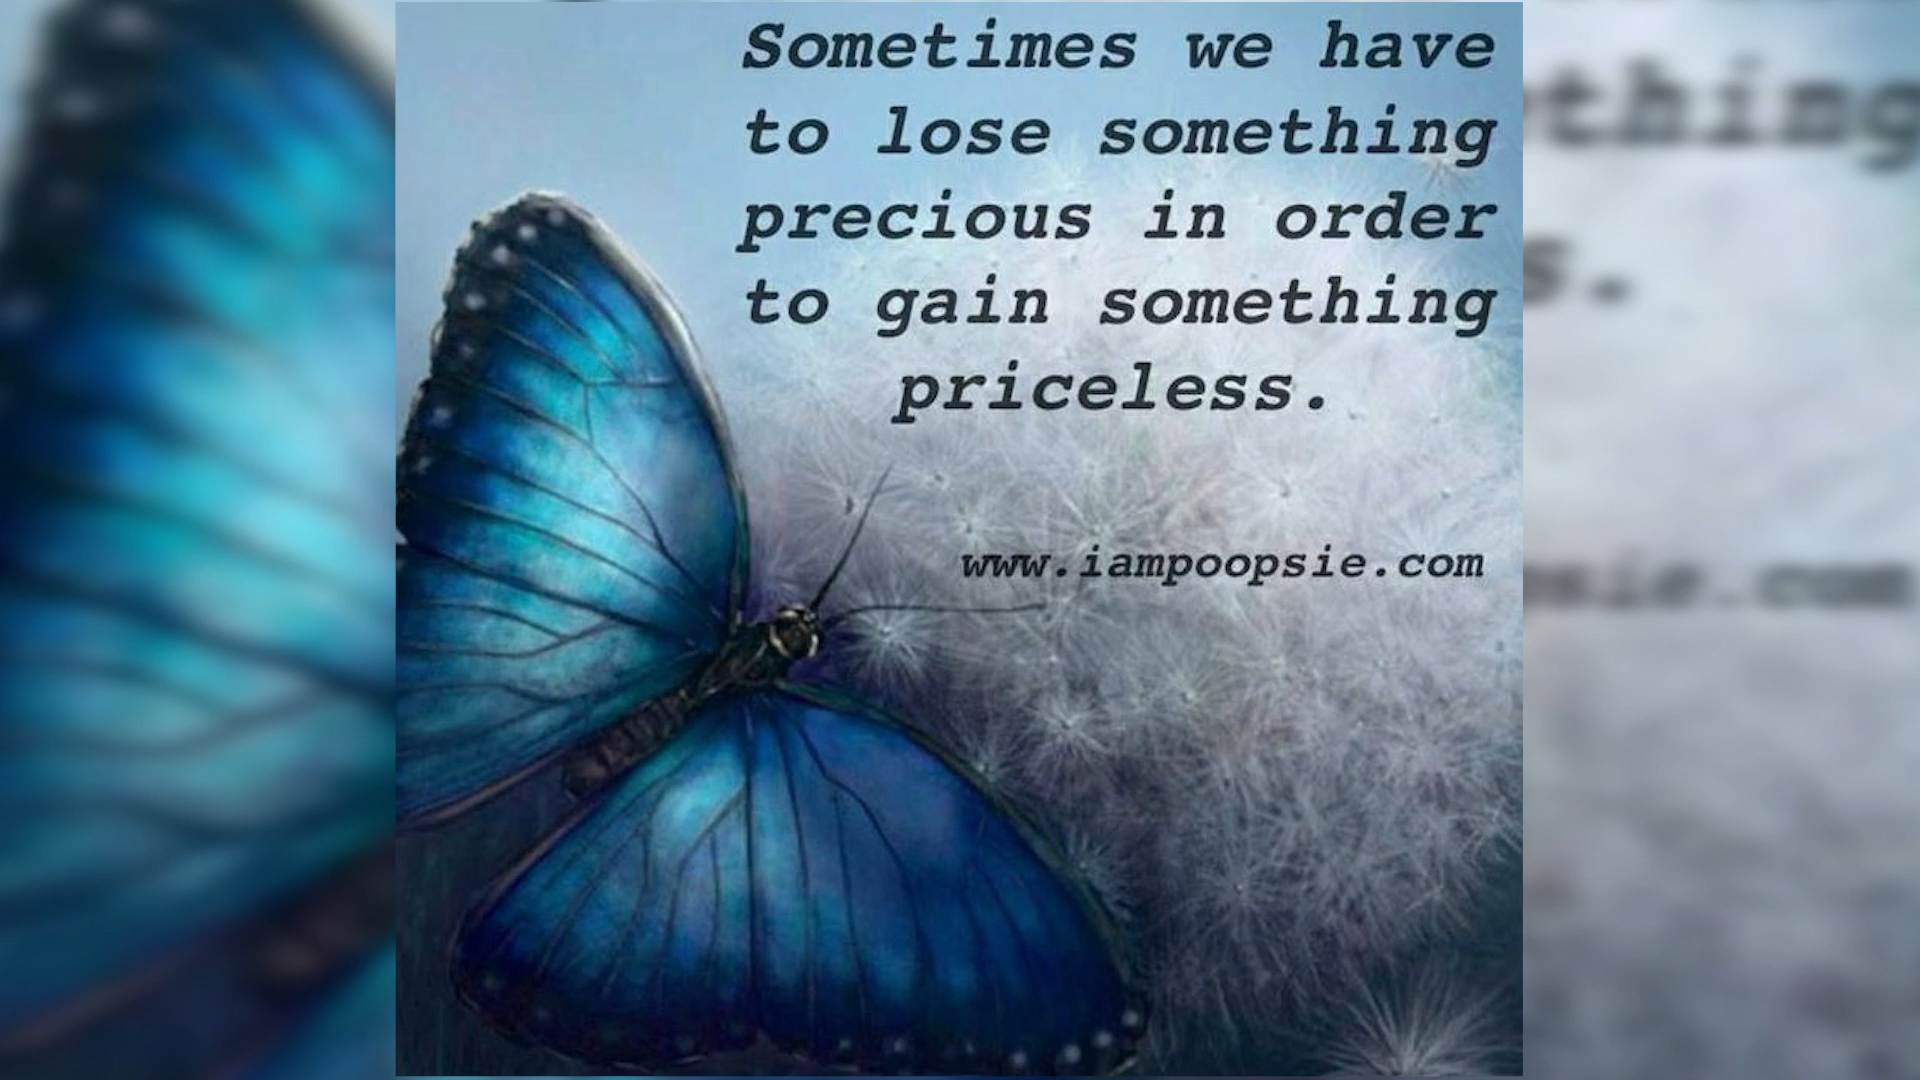 Sometimes we have
to lose something
precious in order
to gain something
priceless.
www.iampoopsie.com